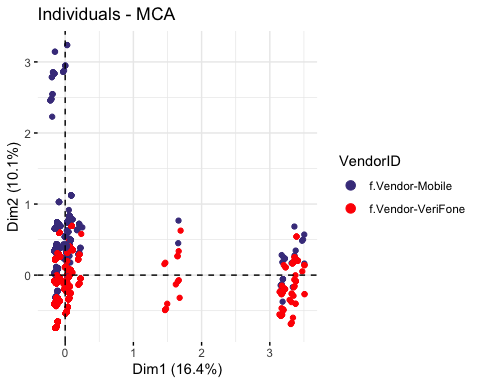 Individuals - MCA
3
2
1
0
Dim2 (10.1%)
0
1
2
3
Dim1 (16.4%)
VendorID
f.Vendor-Mobile
f.Vendor-VeriFone